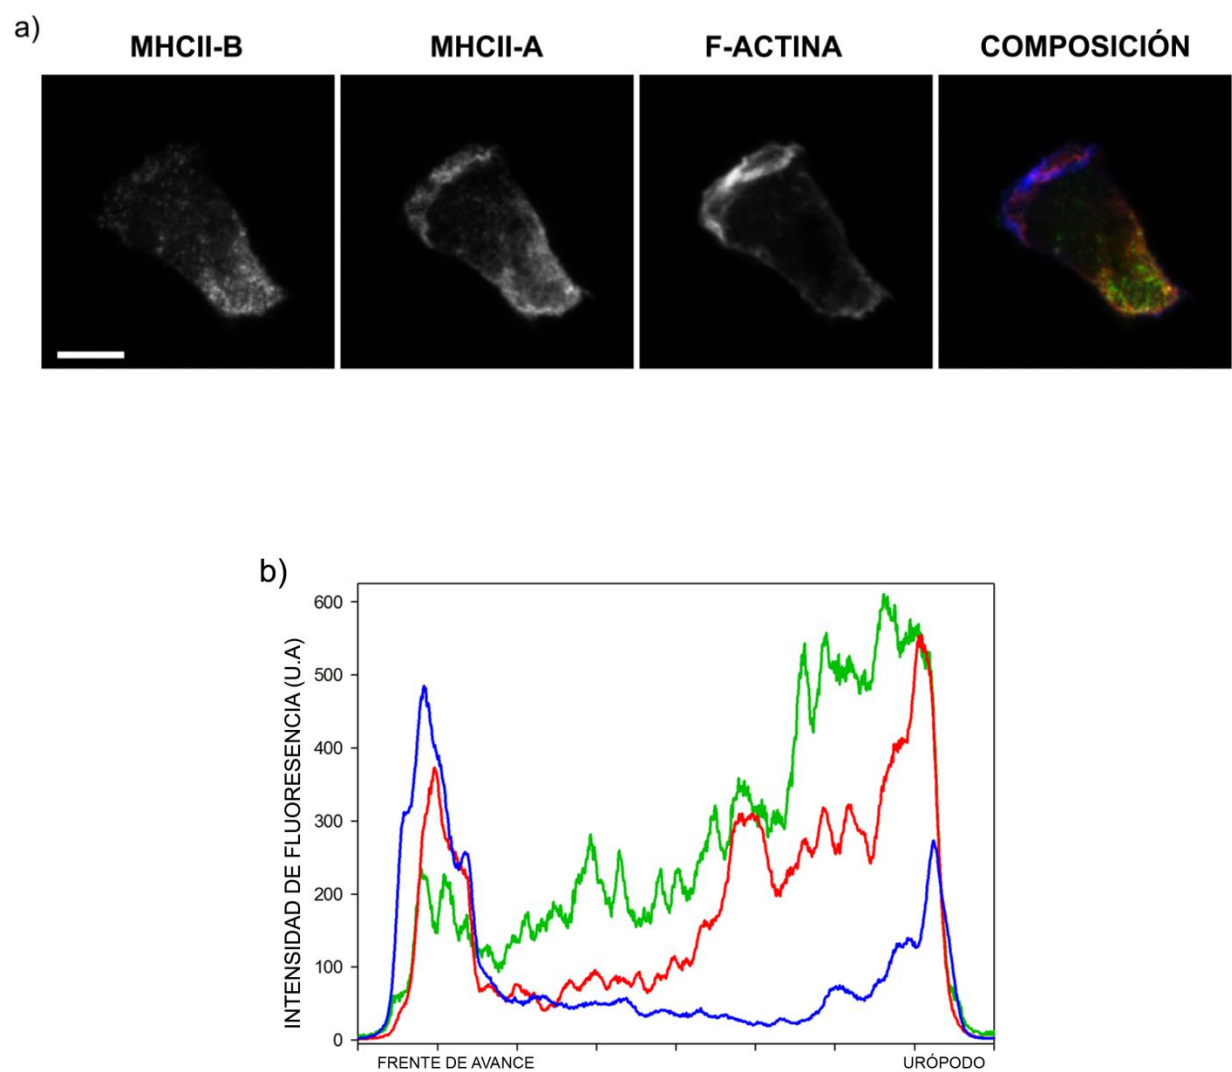 a)
MHCII-B MHCII-A F-ACTINA COMPOSICIÓN
b)
INTENSIDAD DE FLUORESENCIA (U.A)
600
500
400
300
200
100
0
FRENTE DE AVANCE URÓPODO